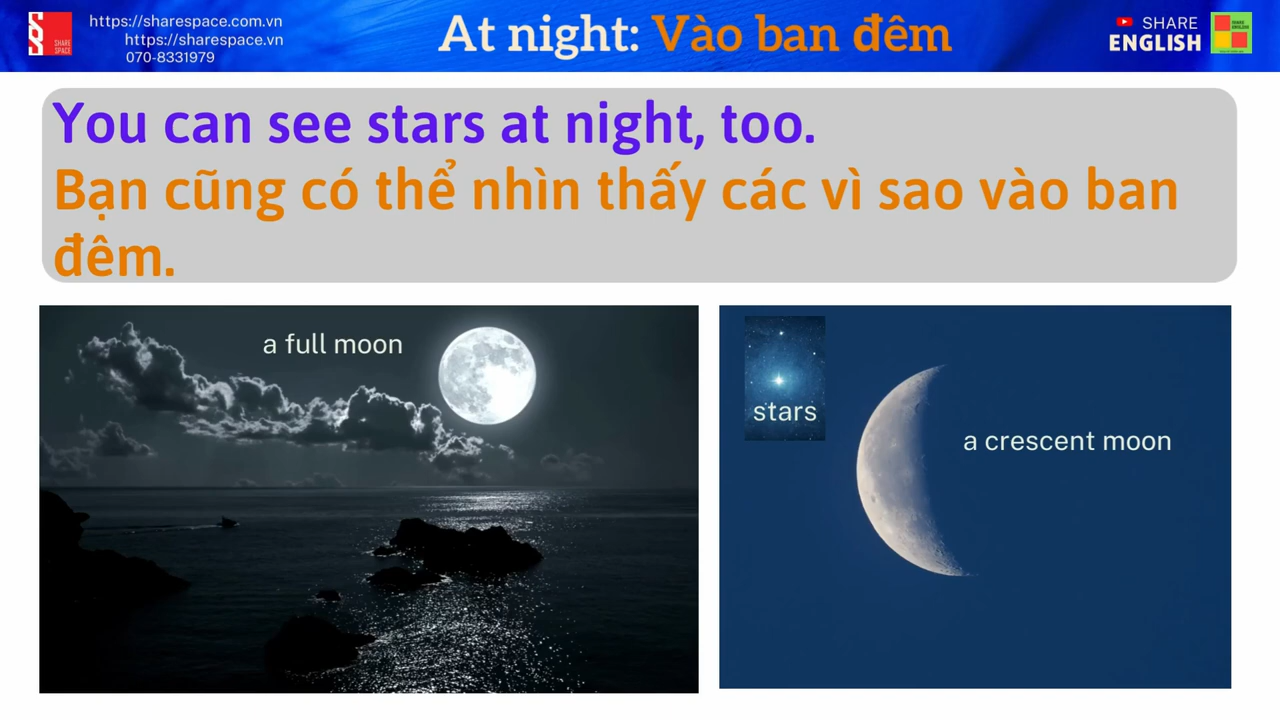 https://sharespace.com.vn
https://sharespace.vn
070-8331979
SHARE
SPACE
At night: Vào ban đêm
SHARE
ENGLISH
You can see stars at night, too.
Bạn cũng có thể nhìn thấy các vì sao vào ban
đêm.
a full moon
stars
a crescent moon